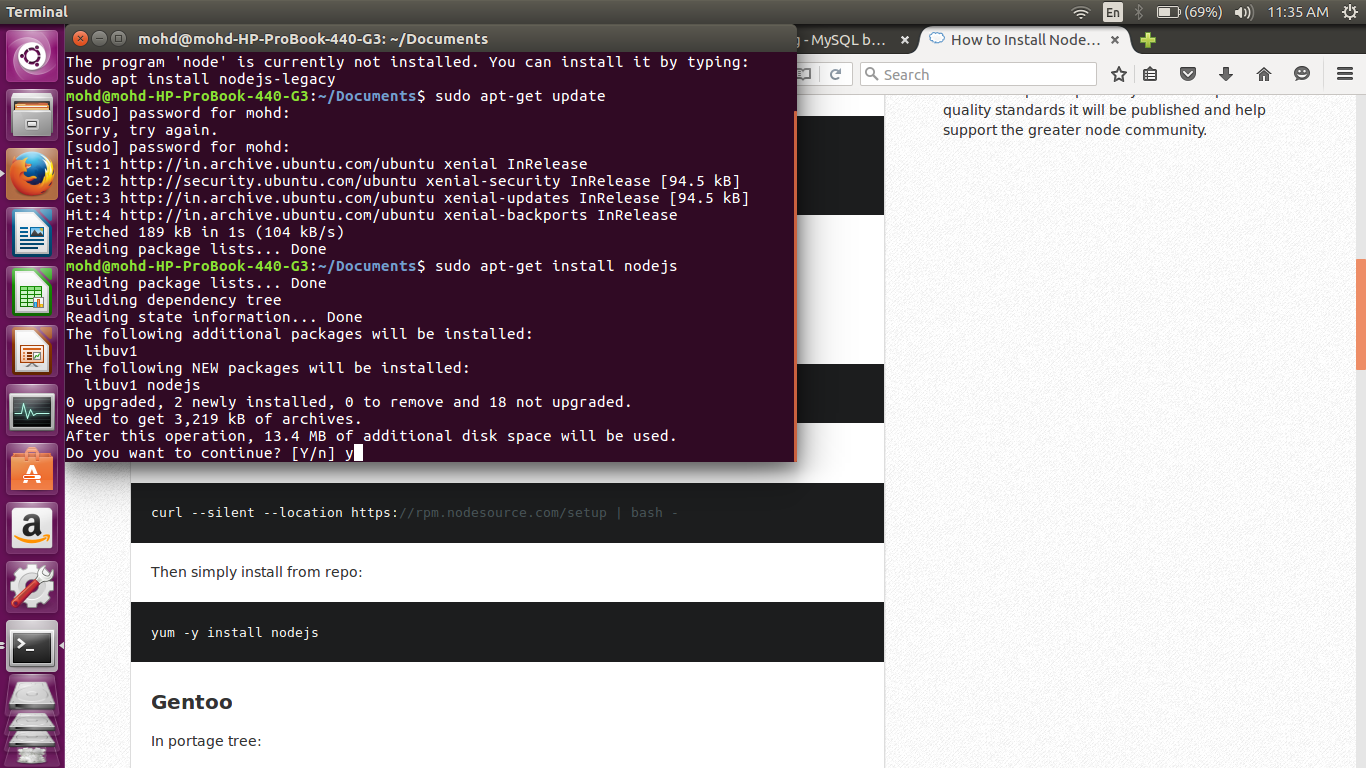 Terminal
En
(69%)
11:35 AM
mohd@mohd-HP-ProBook-440-G3: ~/Documents
The program 'node' is currently not installed. You can install it by typing:
sudo apt install nodejs-legacy
mohd@mohd-HP-ProBook-440-G3:~/Documents$ sudo apt-get update
[sudo] password for mohd:
Sorry, try again.
[sudo] password for mohd:
Hit:1 http://in.archive.ubuntu.com/ubuntu xenial InRelease
Get:2 http://security.ubuntu.com/ubuntu xenial-security InRelease [94.5 kB]
Get:3 http://in.archive.ubuntu.com/ubuntu xenial-updates InRelease [94.5 kB]
Hit:4 http://in.archive.ubuntu.com/ubuntu xenial-backports InRelease
Fetched 189 kB in 1s (104 kB/s)
Reading package lists... Done
mohd@mohd-HP-ProBook-440-G3:~/Documents$ sudo apt-get install nodejs
Reading package lists... Done
Building dependency tree
Reading state information... Done
The following additional packages will be installed:
libuv1
The following NEW packages will be installed:
libuv1 nodejs
0 upgraded, 2 newly installed, 0 to remove and 18 not upgraded.
Need to get 3,219 kB of archives.
After this operation, 13.4 MB of additional disk space will be used.
Do you want to continue? [Y/n] y
- MySQL b...
How to Install Node...
Search
quality standards it will be published and help
support the greater node community.
curl --silent --location https://rpm.nodesource.com/setup | bash -
Then simply install from repo:
yum -y install nodejs
Gentoo
In portage tree: